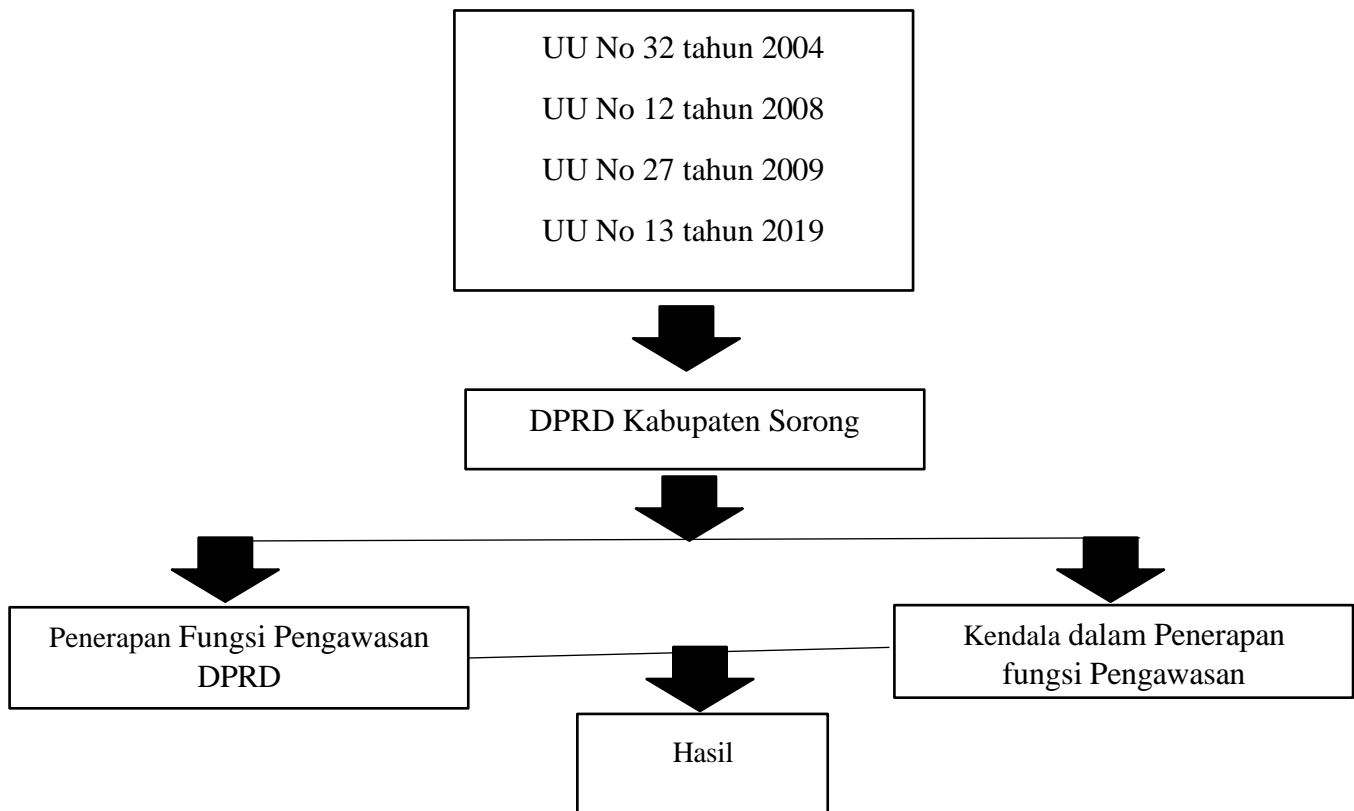 UU No 32 tahun 2004
UU No 12 tahun 2008
UU No 27 tahun 2009
UU No 13 tahun 2019
DPRD Kabupaten Sorong
Penerapan Fungsi Pengawasan
DPRD
Kendala dalam Penerapan
fungsi Pengawasan
Hasil